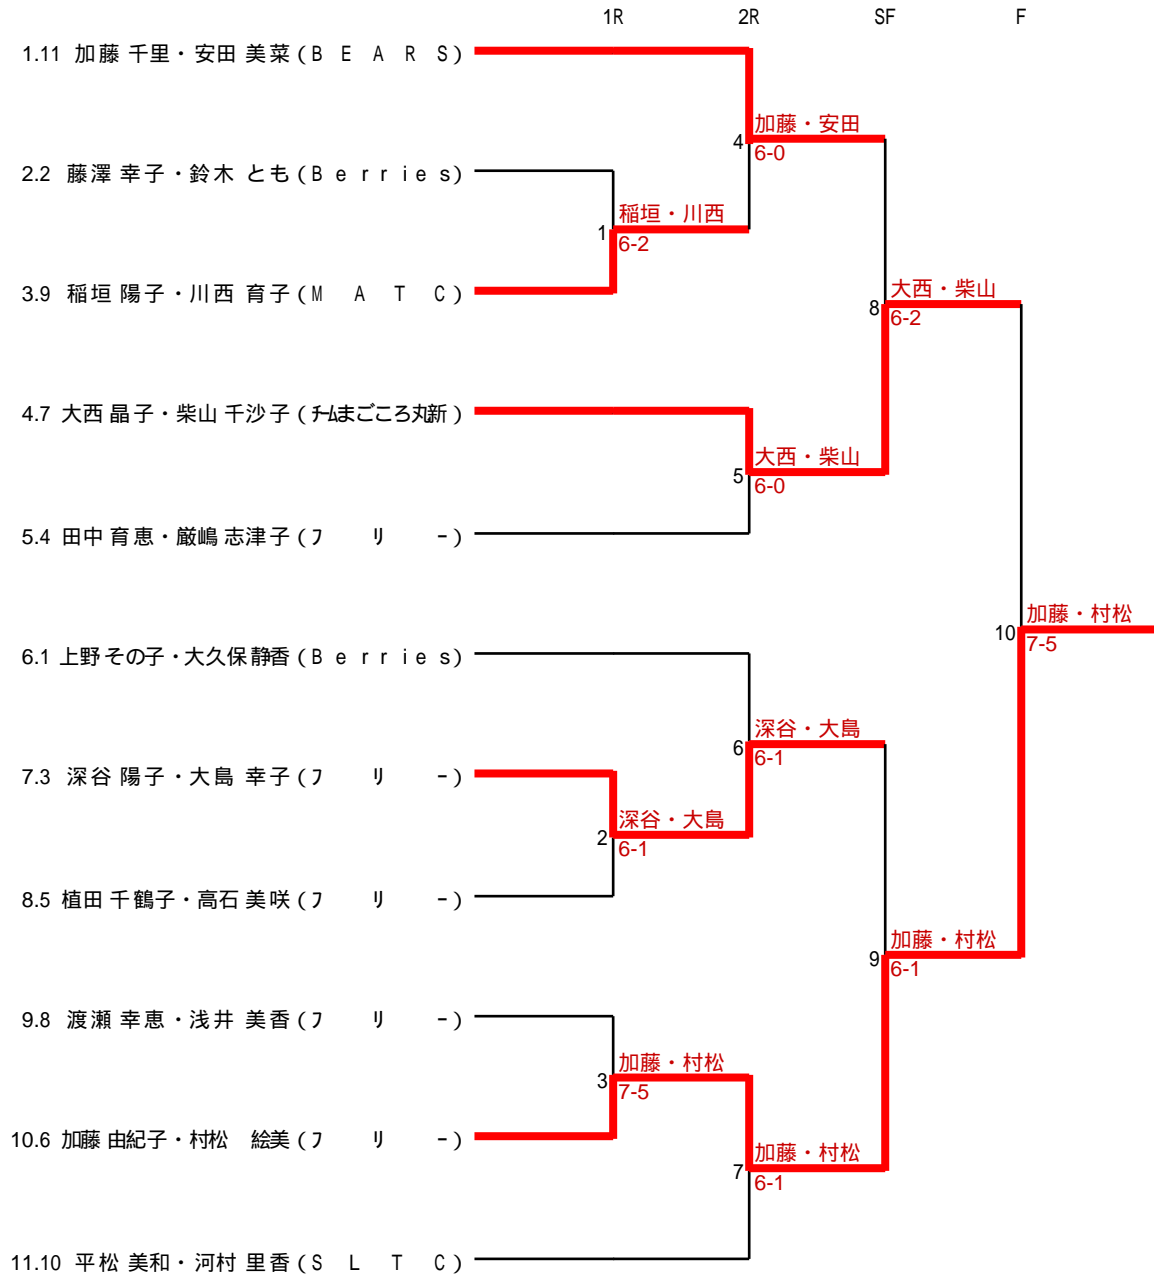 1R 2R SF F
1.11 加藤 千里・安田 美菜 (B E A R S)
加藤・安田
4
6-0
2.2 藤澤 幸子・鈴木 とも (B e r r i e s)
稲垣・川西
1
6-2
3.9 稲垣 陽子・川西 育子 (M A T C)
大西・柴山
8
6-2
4.7 大西 晶子・柴山 千沙子 (チームまごころ丸新)
大西・柴山
5
6-0
5.4 田中 育恵・厳嶋 志津子 (フ リ ー)
加藤・村松
10
7-5
6.1 上野 その子・大久保 静香 (B e r r i e s)
深谷・大島
6
6-1
7.3 深谷 陽子・大島 幸子 (フ リ ー)
深谷・大島
2
6-1
8.5 植田 千鶴子・高石 美咲 (フ リ ー)
加藤・村松
9
6-1
9.8 渡瀬 幸恵・浅井 美香 (フ リ ー)
加藤・村松
3
7-5
10.6 加藤 由紀子・村松 絵美 (フ リ ー)
加藤・村松
7
6-1
11.10 平松 美和・河村 里香 (S L T C)